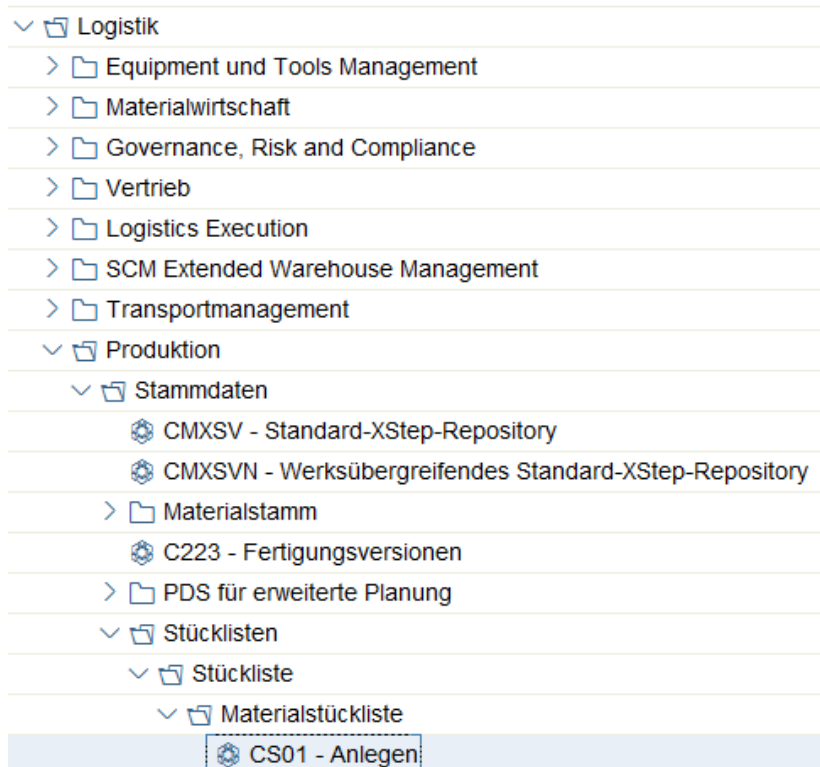 Logistik
Equipment und Tools Management
Materialwirtschaft
Governance, Risk and Compliance
Vertrieb
Logistics Execution
SCM Extended Warehouse Management
Transportmanagement
Produktion
Stammdaten
CMXSV - Standard-XStep-Repository
CMXSVN - Werksübergreifendes Standard-XStep-Repository
Materialstamm
C223 - Fertigungsversionen
PDS für erweiterte Planung
Stücklisten
Stückliste
Materialstückliste
CS01 - Anlegen